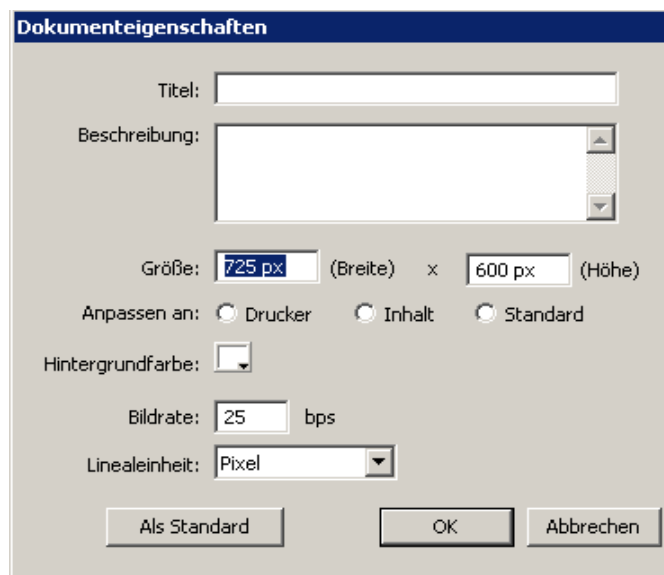 Dokumenteigenschaften
Titel:
Beschreibung:
Größe: 725 px (Breite) x 600 px (Höhe)
Anpassen an: Drucker Inhalt Standard
Hintergrundfarbe:
Bildrate: 25 bps
Linealeinheit: Pixel
Als Standard OK Abbrechen